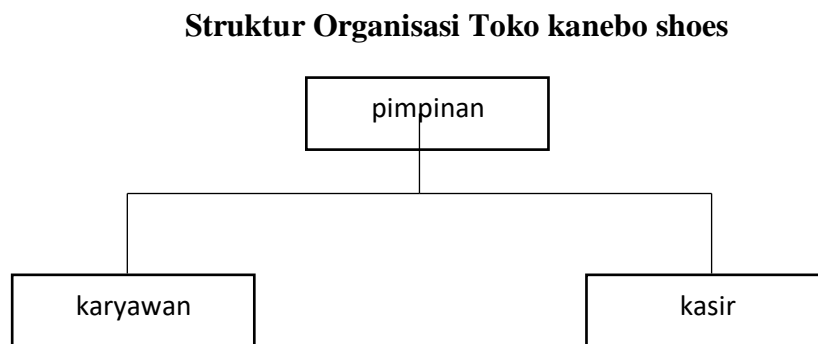 Struktur Organisasi Toko kanebo shoes
pimpinan
karyawan
kasir